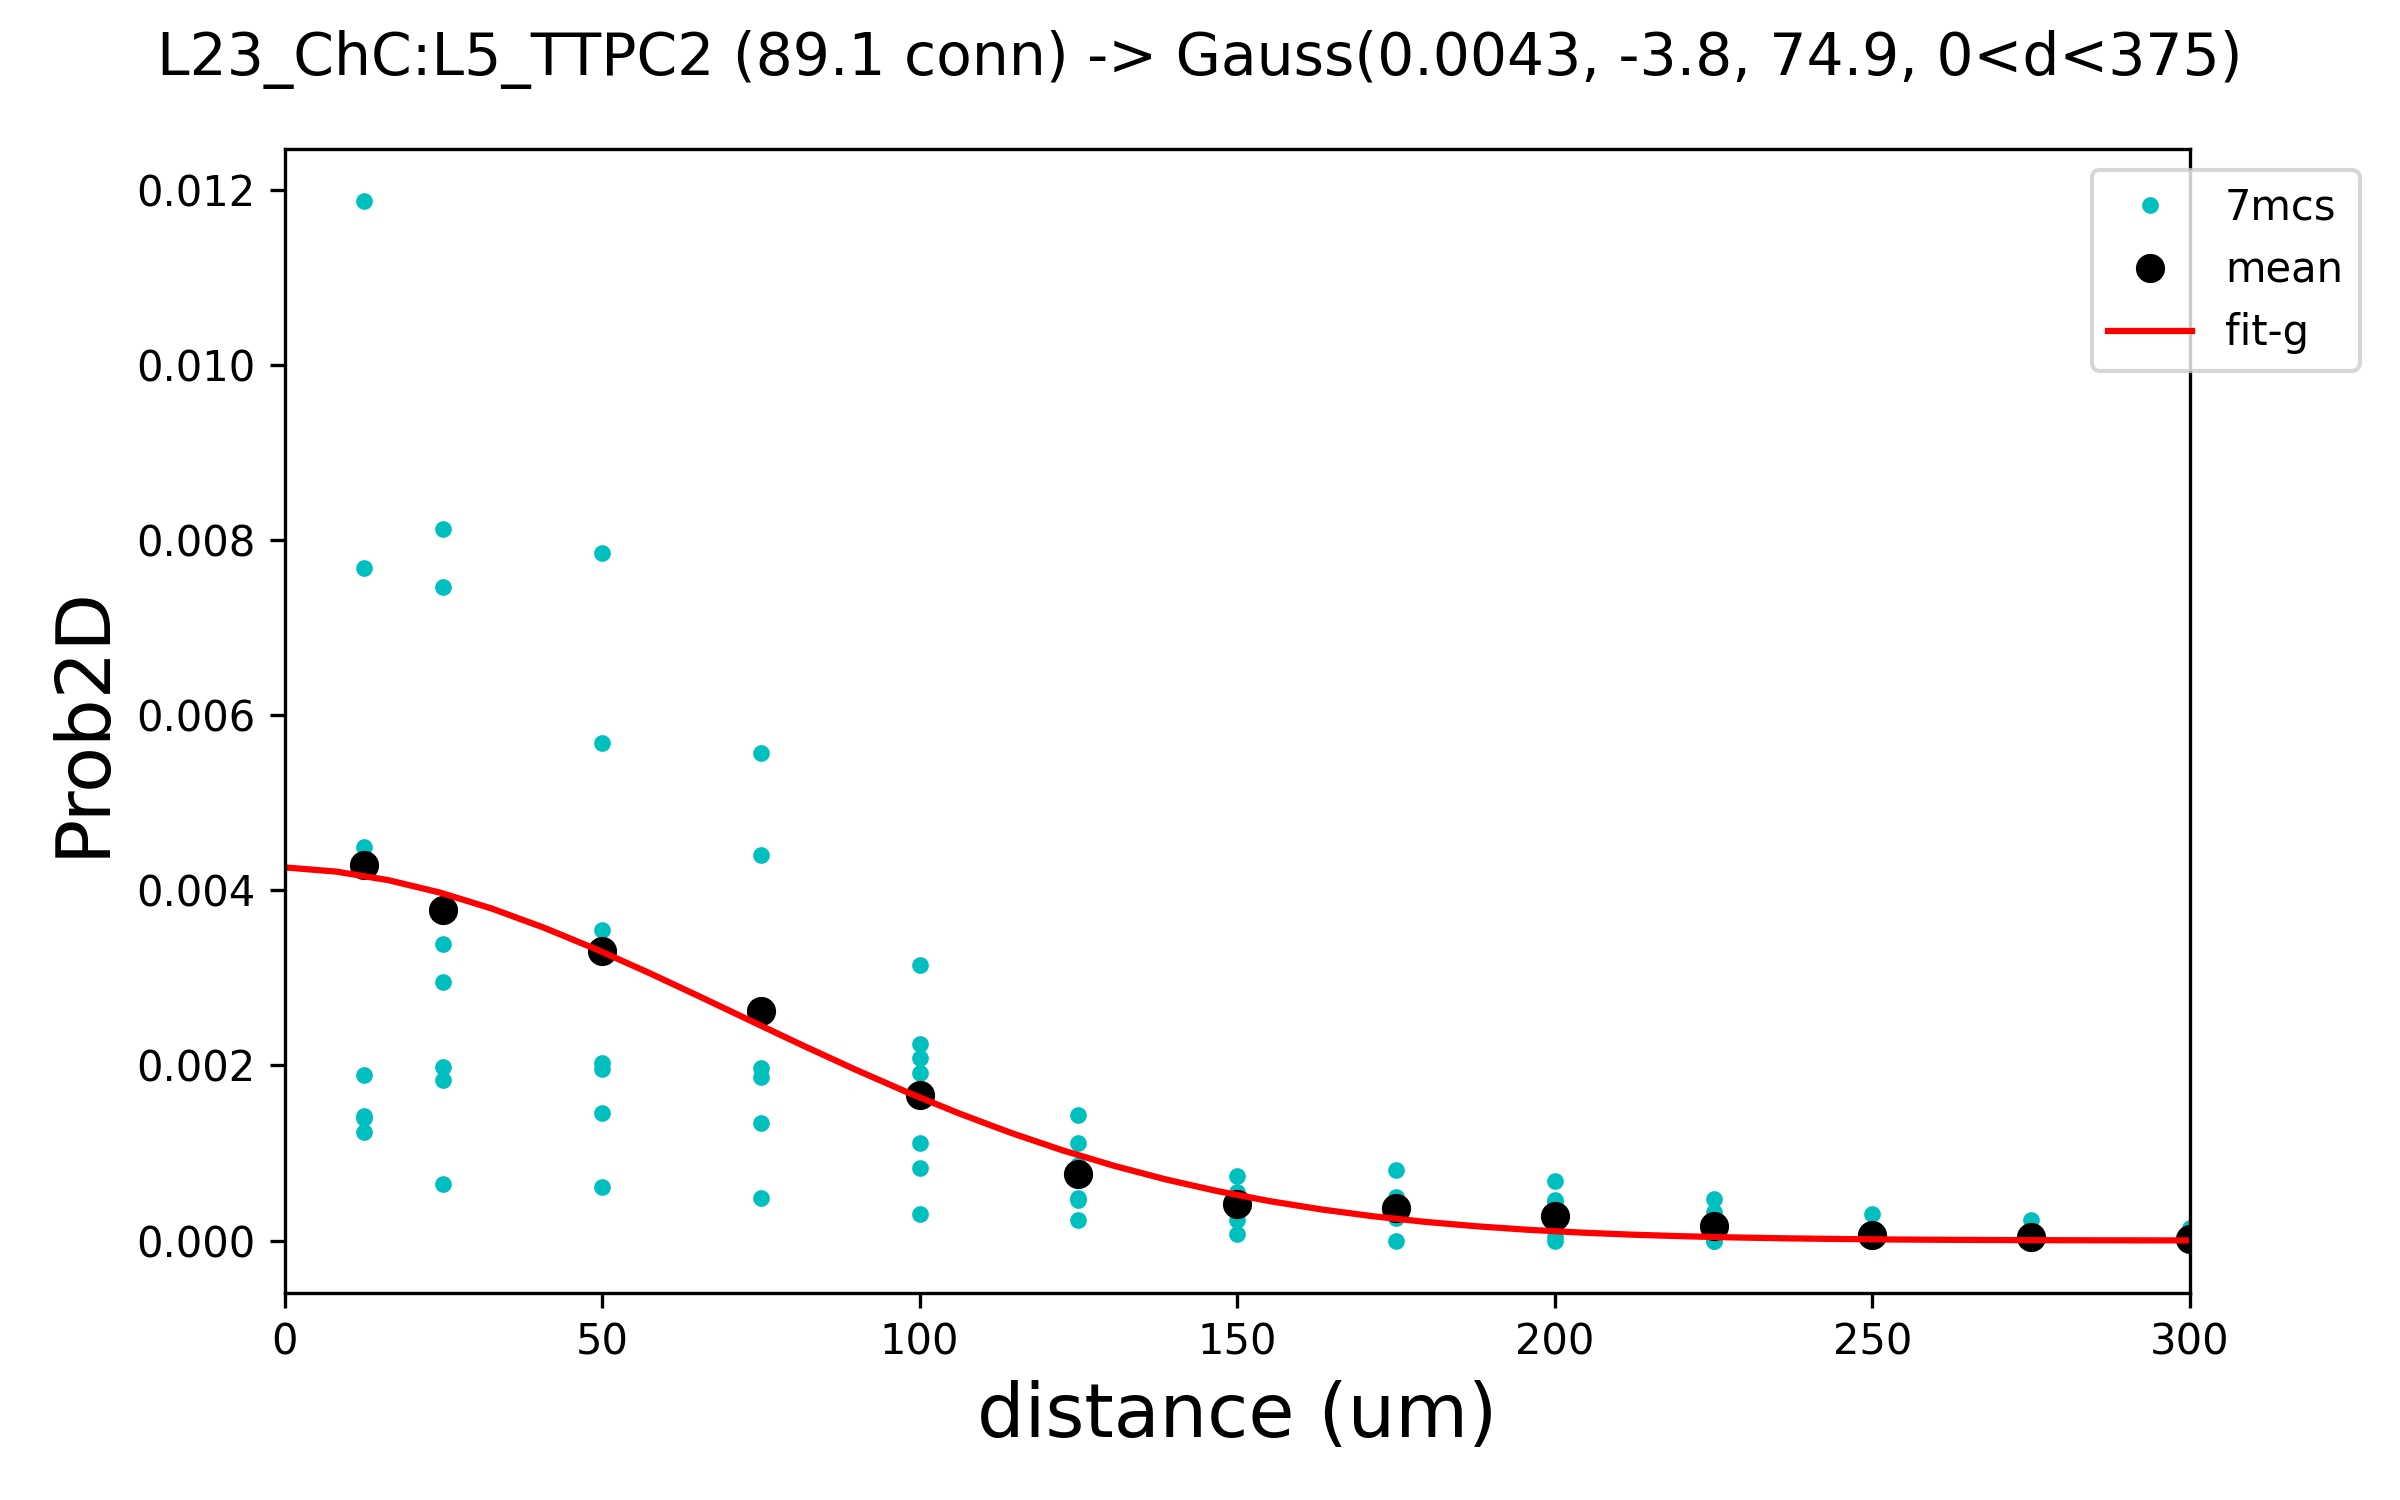 L23_ChC:L5_TTPC2 (89.1 conn) -> Gauss(0.0043, -3.8, 74.9, 0<d<375)
7mcs
mean
fit-g
Prob2D
0.012
0.010
0.008
0.006
0.004
0.002
0.000
0 50 100 150 200 250 300
distance (um)